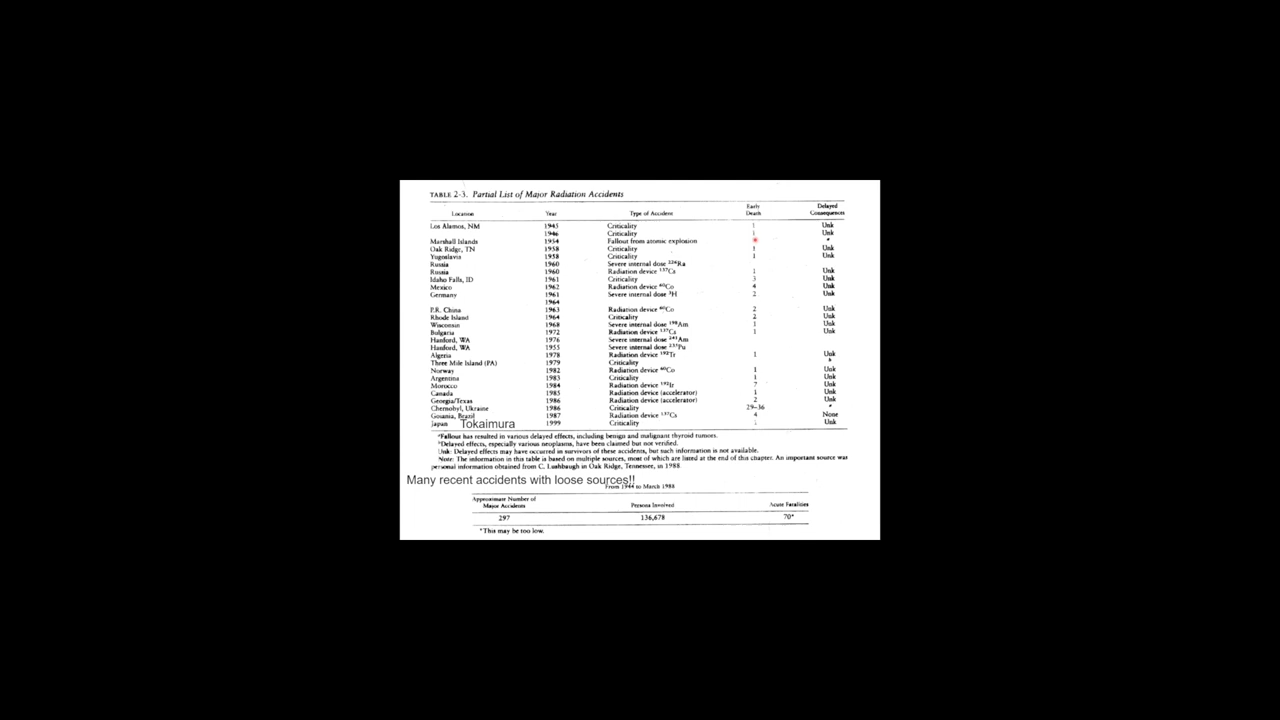 TABLE 2-3. Partial List of Major Radiation Accidents
Location Year Type of Accident Early Death Delayed Consequences
Los Alamos, NM 1945 Criticality 1 Unk
1946 Criticality 1 Unk
Marshall Islands 1954 Fallout from atomic explosion a
Oak Ridge, TN 1958 Criticality 1 Unk
Yugoslavia 1958 Criticality 1 Unk
Russia 1960 Severe internal dose Ra
Russia 1960 Radiation device 137Cs 1 Unk
Idaho Falls, ID 1961 Criticality 3 Unk
Mexico 1962 Radiation device 60Co 4 Unk
Germany 1961 Severe internal dose 3H 2 Unk
1964
P.R. China 1963 Radiation device 60Co 2 Unk
Rhode Island 1964 Criticality 2 Unk
Wisconsin 1968 Severe internal dose Am 1 Unk
Bulgaria 1972 Radiation device 137Cs 1 Unk
Hanford, WA 1976 Severe internal dose 241Am
Hanford, WA 1955 Severe internal dose Pu
Algeria 1978 Radiation device 1 Unk
Three Mile Island (PA) 1979 Criticality b
Norway 1982 Radiation device 60Co 1 Unk
Argentina 1983 Criticality 1 Unk
Morocco 1984 Radiation device 192Ir 7 Unk
Canada 1985 Radiation device (accelerator) 1 Unk
Georgia/Texas 1986 Radiation device (accelerator) 2 Unk
Chernobyl, Ukraine 1986 Criticality 29–36 a
Goiania, Brazil 1987 Radiation device 137Cs 4 None
Japan Tokaimura 1999 Criticality 1 Unk
aFallout has resulted in various delayed effects, including benign and malignant thyroid tumors.
bDelayed effects, especially various neoplasms, have been claimed but not verified.
Unk: Delayed effects may have occurred in survivors of these accidents, but such information is not available.
Note: The information in this table is based on multiple sources, most of which are listed at the end of this chapter. An important source was
personal information obtained from C. Lushbaugh in Oak Ridge, Tennessee, in 1988.
Many recent accidents with loose sources!!
From 1944 to March 1988
Approximate Number of Major Accidents Persons Involved Acute Fatalities
297 136,678 70*
*This may be too low.